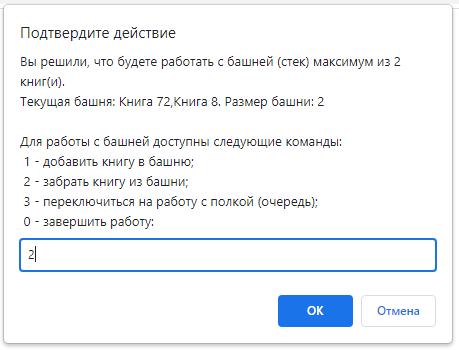 Подтвердите действие
Вы решили, что будете работать с башней (стек) максимум из 2
книг(и).
Текущая башня: Книга 72,Книга 8. Размер башни: 2
Для работы с башней доступны следующие команды:
1 - добавить книгу в башню;
2 - забрать книгу из башни;
3 - переключиться на работу с полкой (очередь);
0 - завершить работу:
2
ОК
Отмена